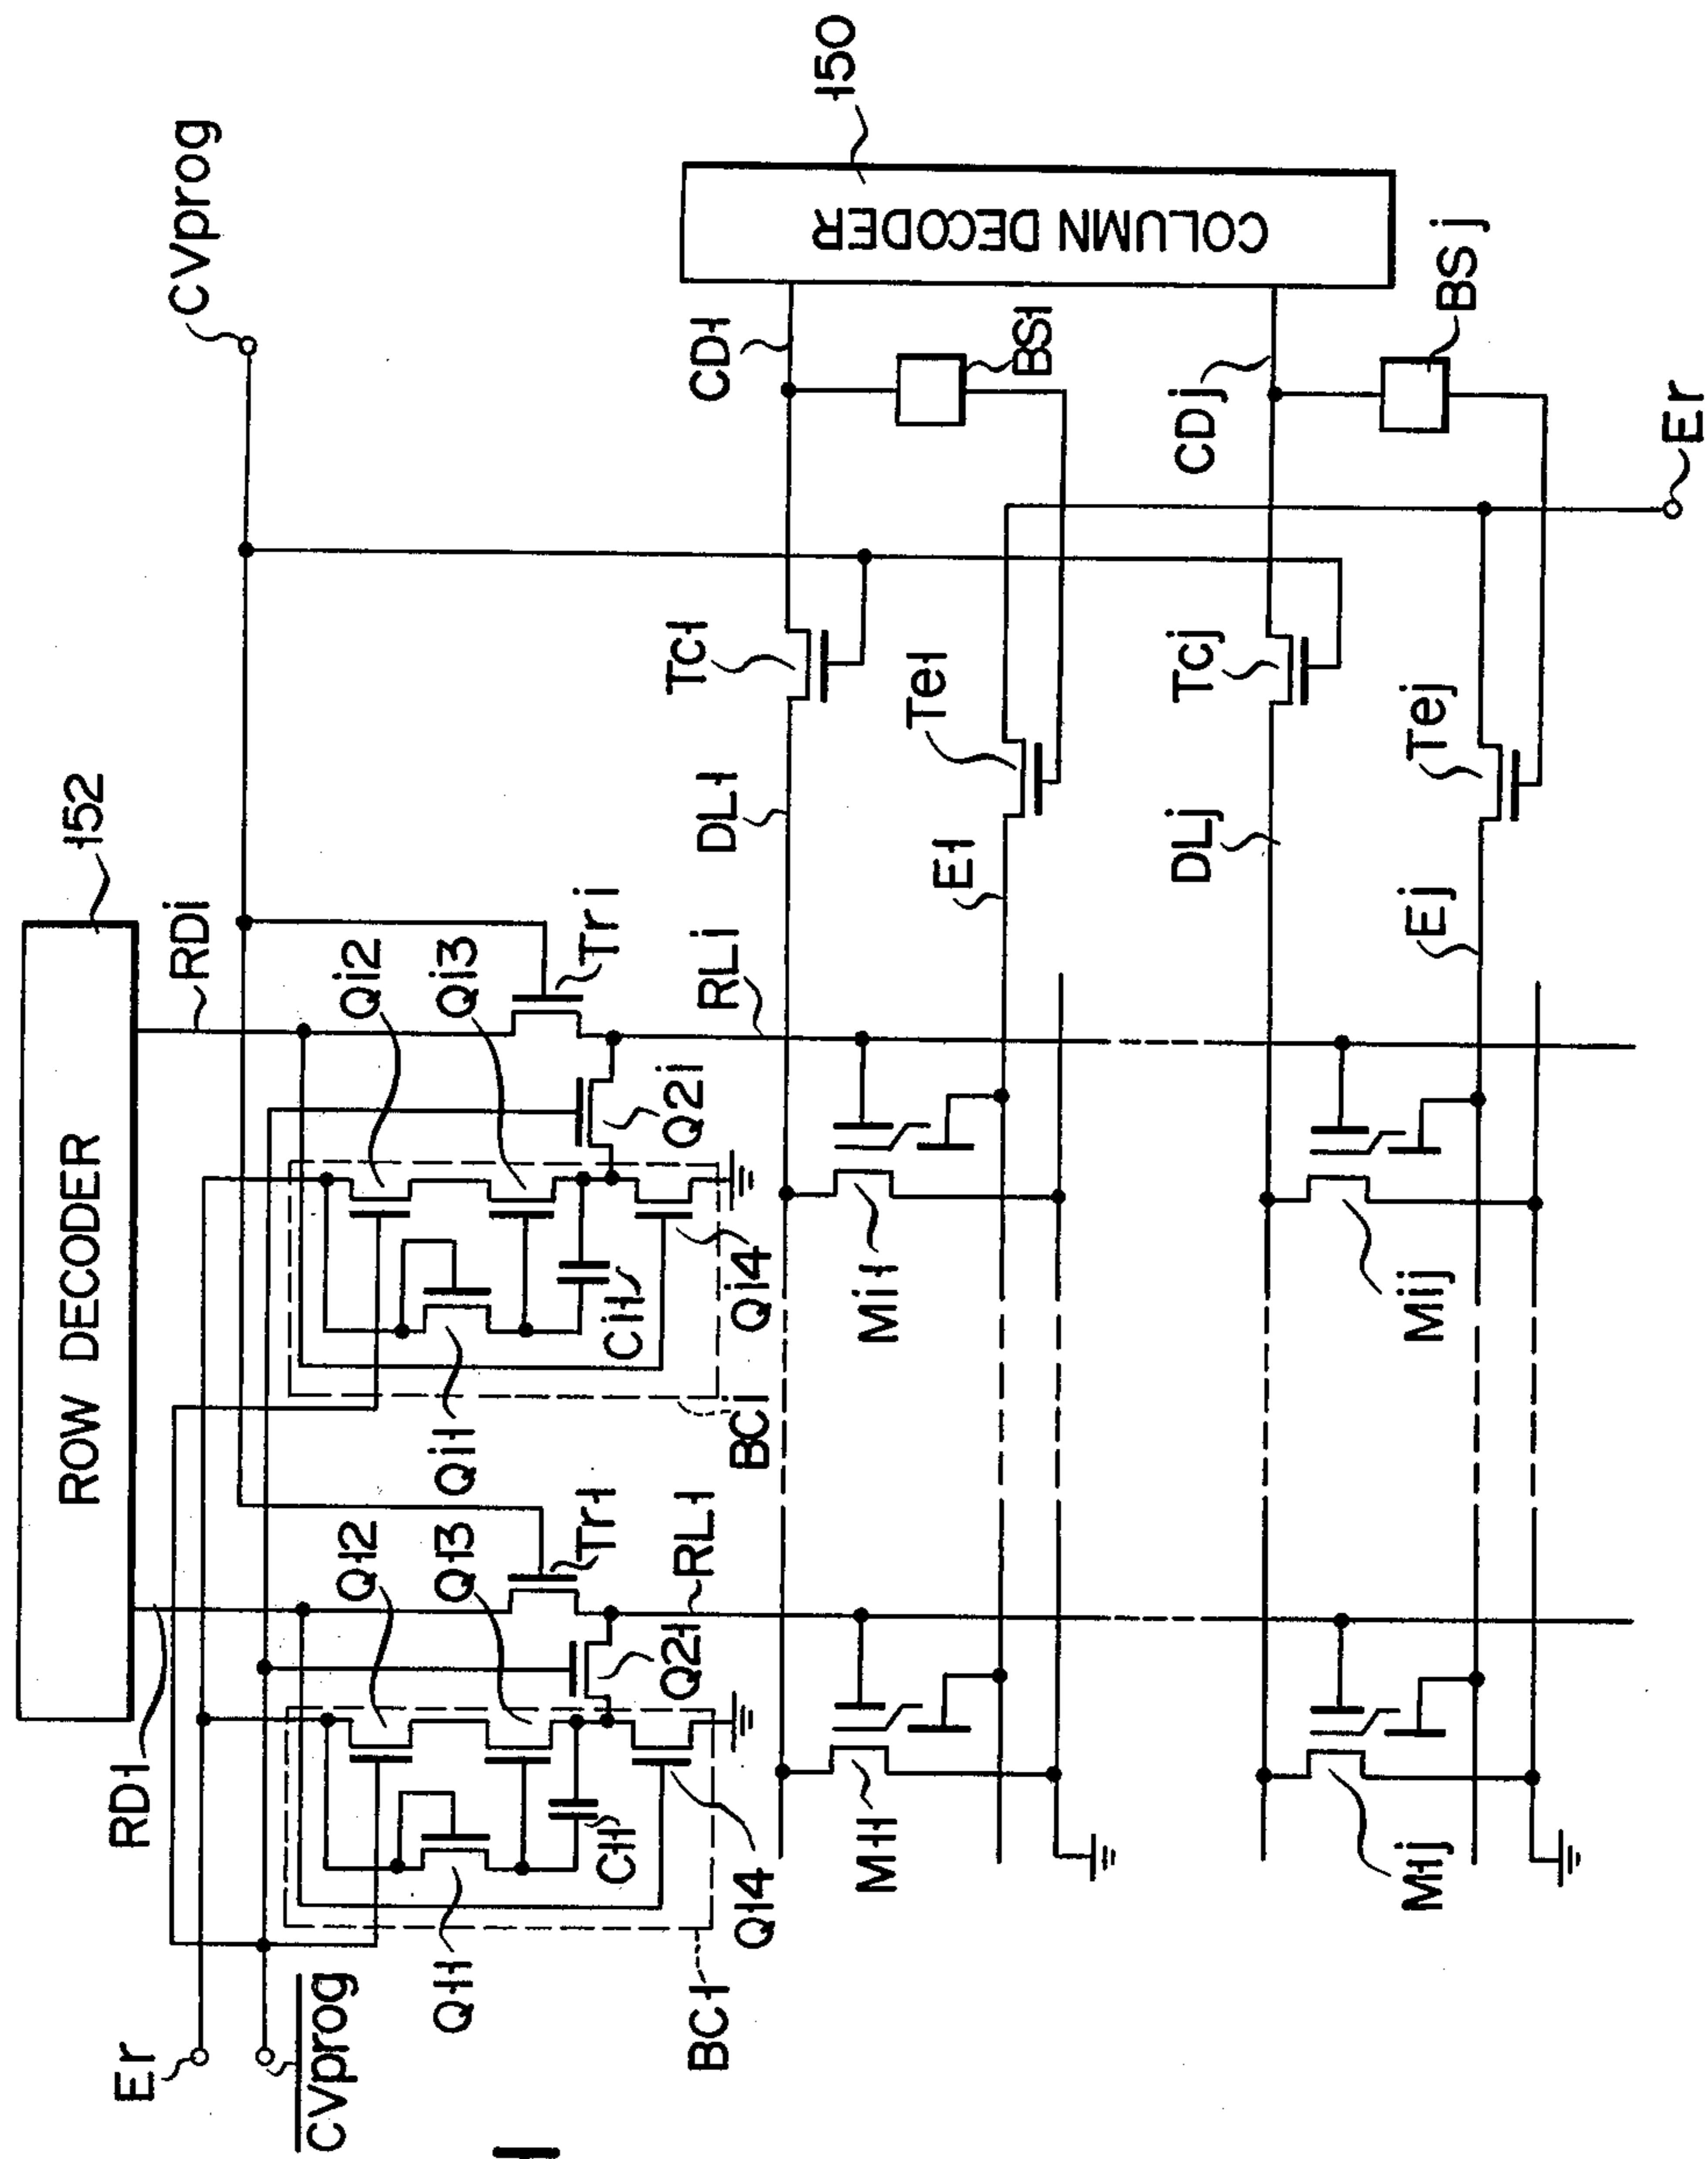 150
CVprog
COLUMN DECODER
CD1
BS1
CDj
BSj
Er
Tc1
Te1
Tcj
Tej
152
ROW DECODER
RDi
Qi2
Qi3
Tri
DL1
E1
DLj
Ej
RLi
Q2i
Qi1
Ci1
Qi4
BCi
Mi1
Mij
RD1
Q12
Q13
Tr1
RL1
Q21
Q11
C11
Q14
BC1
M11
M1j
Er
CVprog